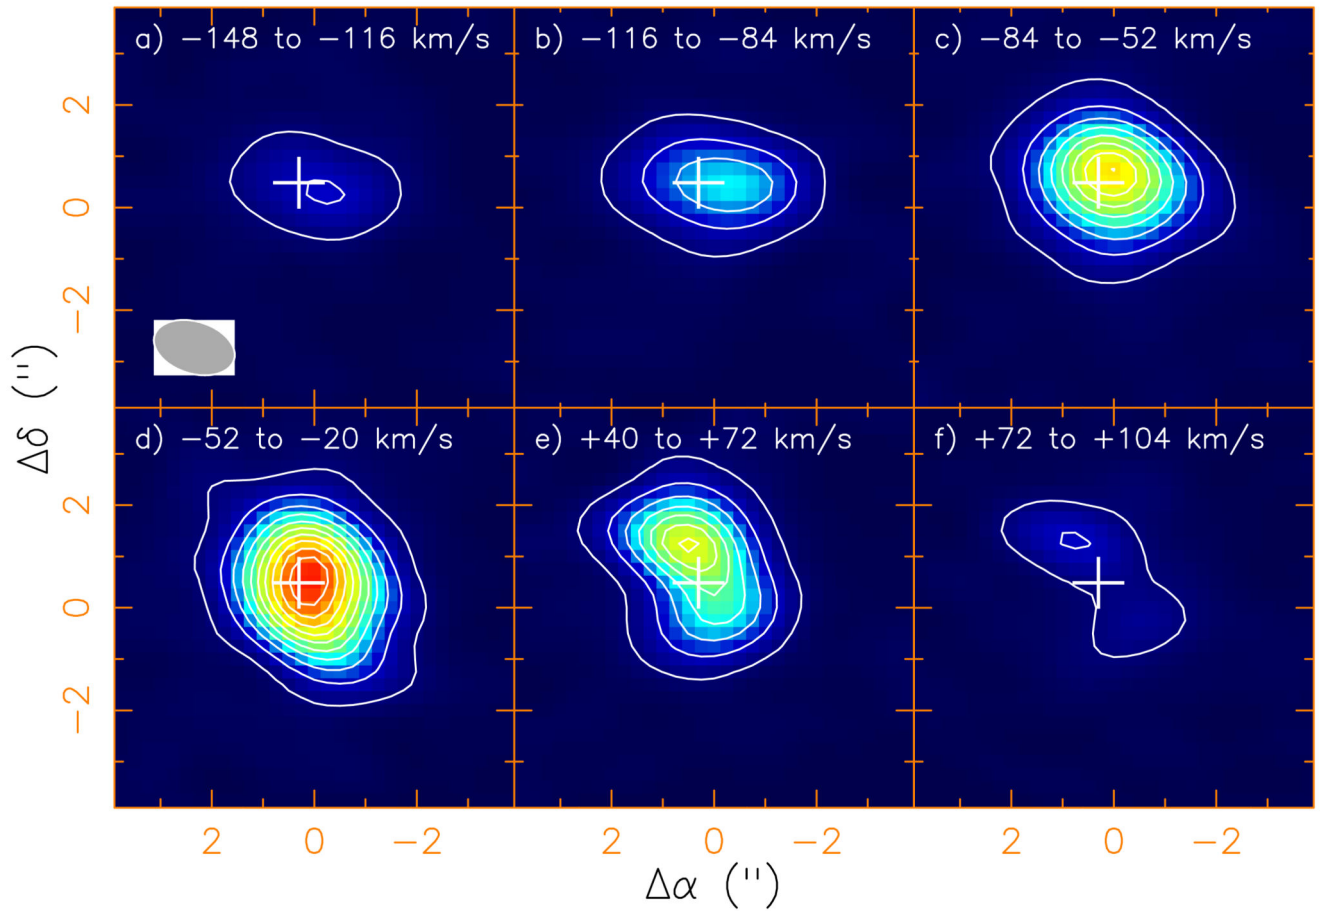 a) −148 to −116 km/s
b) −116 to −84 km/s
c) −84 to −52 km/s
2
0
−2
d) −52 to −20 km/s
e) +40 to +72 km/s
f) +72 to +104 km/s
2
0
−2
Δδ (")
2 0 −2 2 0 −2 2 0 −2
Δα (")